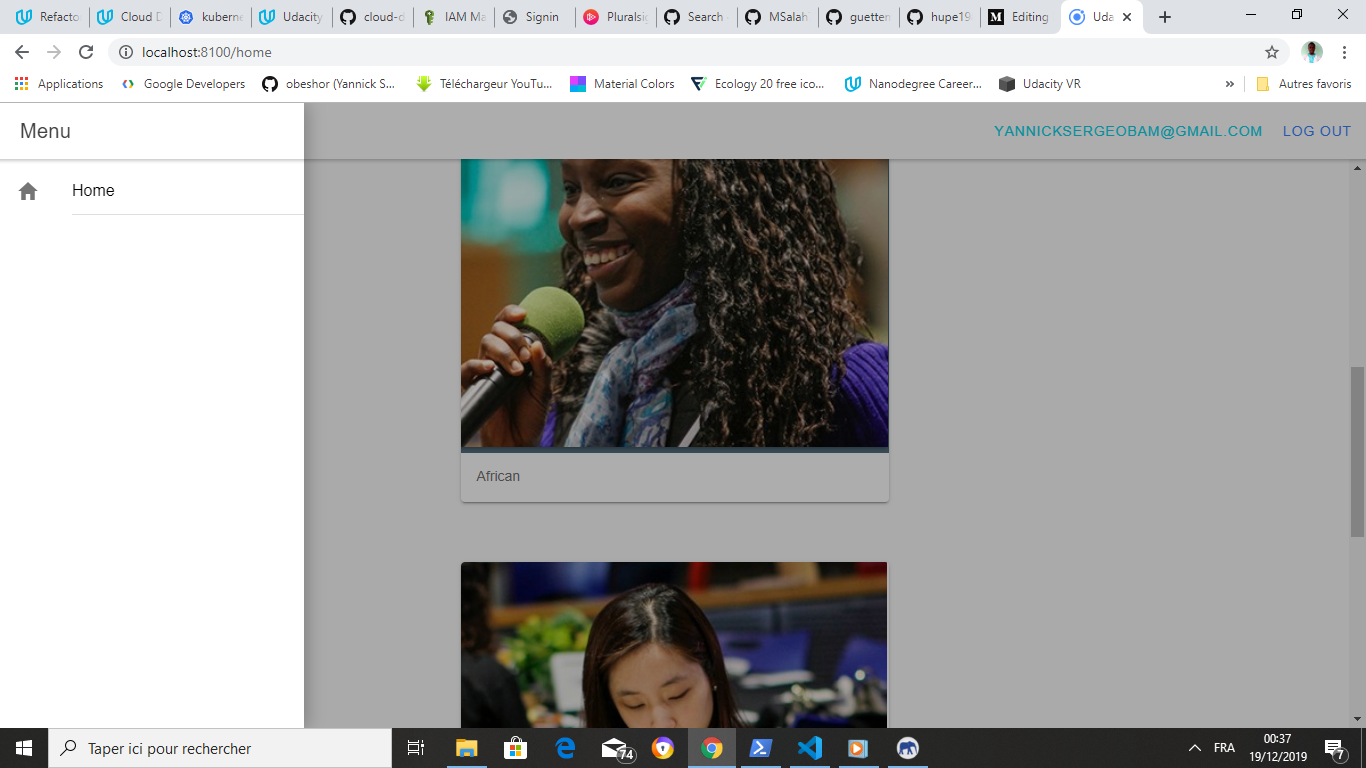 Refacto
Cloud D
kuberne
Udacity
cloud-d
IAM Ma
Signin
Pluralsig
Search
MSalah
guetten
hupe19
Editing
Uda
localhost:8100/home
Applications
Google Developers
obeshor (Yannick S...
Téléchargeur YouTu...
Material Colors
Ecology 20 free ico...
Nanodegree Career...
Udacity VR
»
Autres favoris
Menu
YANNICKSERGEOBAM@GMAIL.COM
LOG OUT
Home
African
Taper ici pour rechercher
74
FRA
00:37
19/12/2019
7